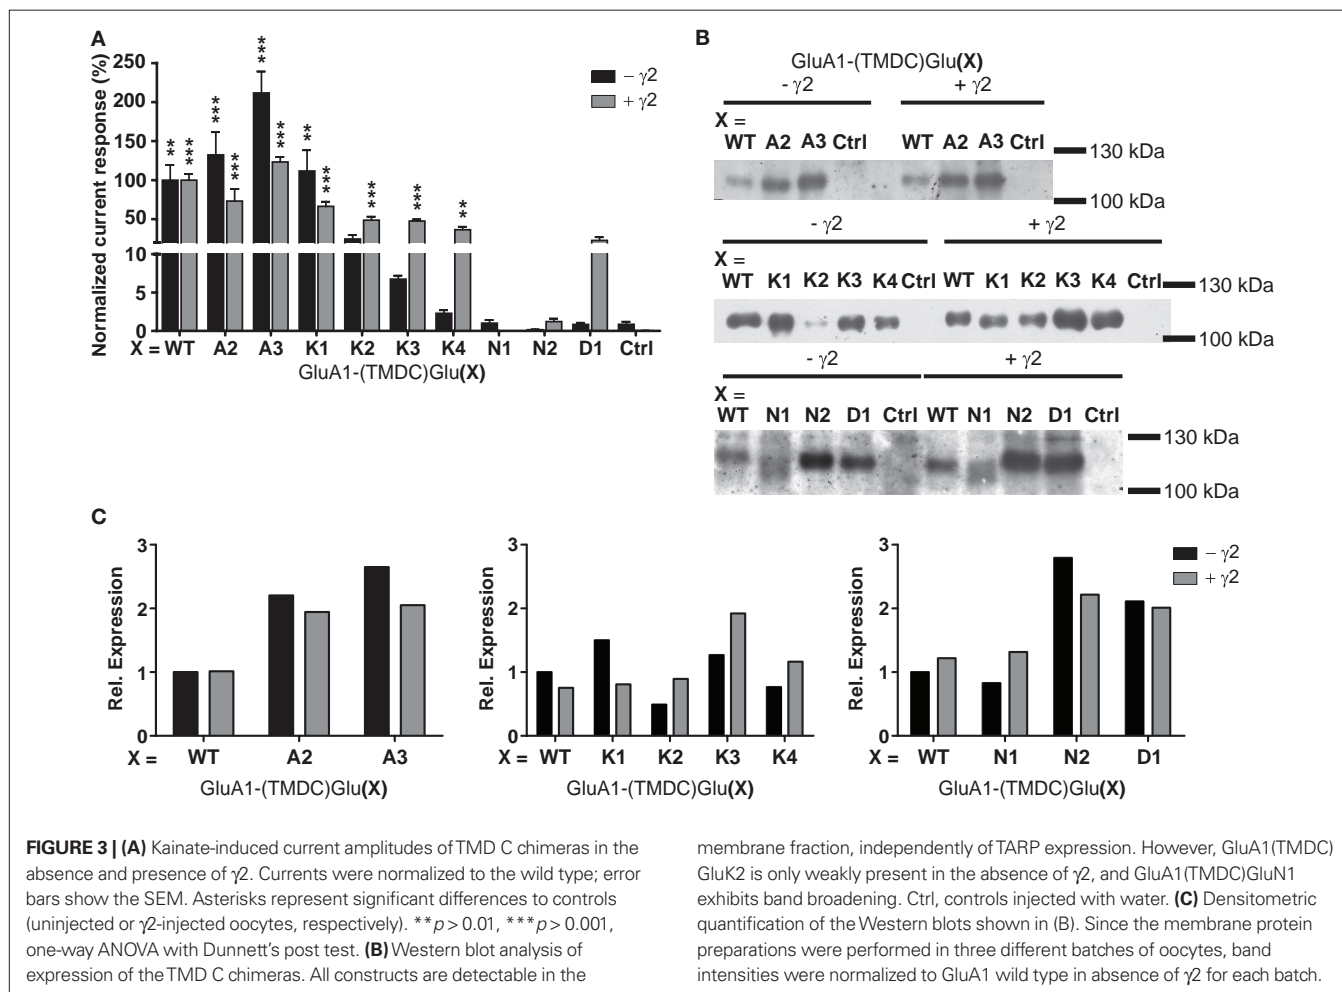 A
Normalized current response (%)
250
200
150
100
50
10
5
0
** *** *** *** *** *** ** *** *** *** **
- γ2
+ γ2
X = WT A2 A3 K1 K2 K3 K4 N1 N2 D1 Ctrl
GluA1-(TMDC)Glu(X)
B
GluA1-(TMDC)Glu(X)
- γ2 + γ2
X =
WT A2 A3 Ctrl WT A2 A3 Ctrl
130 kDa
100 kDa
- γ2 + γ2
X =
WT K1 K2 K3 K4 Ctrl WT K1 K2 K3 K4 Ctrl
130 kDa
100 kDa
- γ2 + γ2
X =
WT N1 N2 D1 Ctrl WT N1 N2 D1 Ctrl
130 kDa
100 kDa
C
Rel. Expression
3
2
1
0
X = WT A2 A3
GluA1-(TMDC)Glu(X)
Rel. Expression
3
2
1
0
X = WT K1 K2 K3 K4
GluA1-(TMDC)Glu(X)
Rel. Expression
3
2
1
0
X = WT N1 N2 D1
GluA1-(TMDC)Glu(X)
- γ2
+ γ2
FIGURE 3 | (A) Kainate-induced current amplitudes of TMD C chimeras in the
absence and presence of γ2. Currents were normalized to the wild type; error
bars show the SEM. Asterisks represent significant differences to controls
(uninjected or γ2-injected oocytes, respectively). **p > 0.01, ***p > 0.001,
one-way ANOVA with Dunnett's post test. (B) Western blot analysis of
expression of the TMD C chimeras. All constructs are detectable in the
membrane fraction, independently of TARP expression. However, GluA1(TMDC)
GluK2 is only weakly present in the absence of γ2, and GluA1(TMDC)GluN1
exhibits band broadening. Ctrl, controls injected with water. (C) Densitometric
quantification of the Western blots shown in (B). Since the membrane protein
preparations were performed in three different batches of oocytes, band
intensities were normalized to GluA1 wild type in absence of γ2 for each batch.